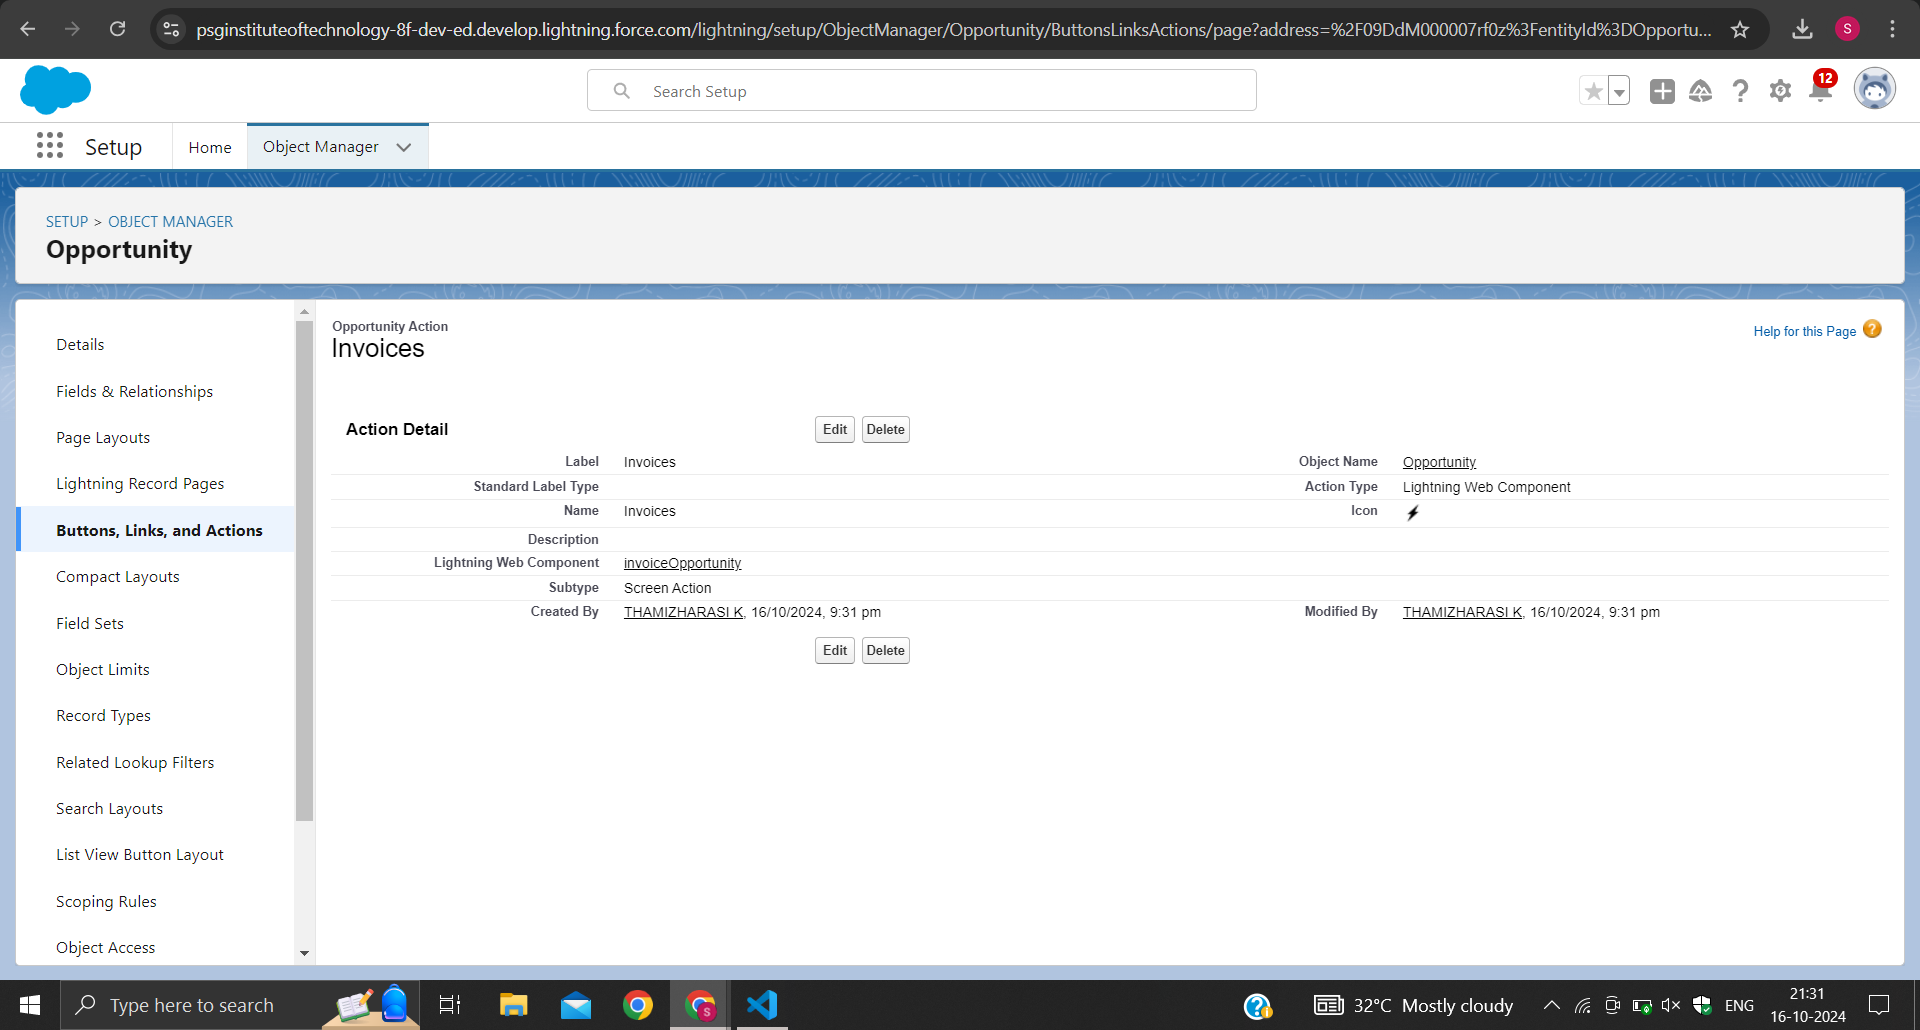 psginstituteoftechnology-8f-dev-ed.develop.lightning.force.com/lightning/setup/ObjectManager/Opportunity/ButtonsLinksActions/page?address=%2F09DdM000007rf0z%3FentityId%3DOpportu...
S
Search Setup
12
Setup
Home
Object Manager
SETUP > OBJECT MANAGER
Opportunity
Details
Fields & Relationships
Page Layouts
Lightning Record Pages
Buttons, Links, and Actions
Compact Layouts
Field Sets
Object Limits
Record Types
Related Lookup Filters
Search Layouts
List View Button Layout
Scoping Rules
Object Access
Opportunity Action
Invoices
Help for this Page ?
Action Detail
Edit Delete
Label Invoices Object Name Opportunity
Standard Label Type Action Type Lightning Web Component
Name Invoices Icon
Description
Lightning Web Component invoiceOpportunity
Subtype Screen Action
Created By THAMIZHARASI K, 16/10/2024, 9:31 pm Modified By THAMIZHARASI K, 16/10/2024, 9:31 pm
Edit Delete
Type here to search
S
32°C Mostly cloudy
ENG
21:31
16-10-2024